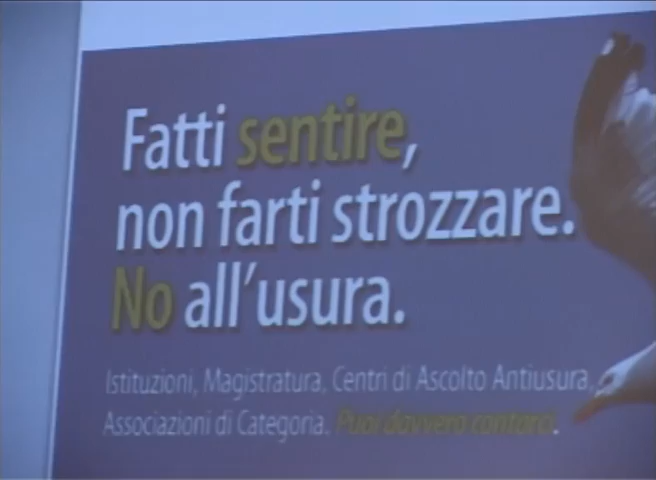 Fatti sentire,
non farti strozzare.
No all'usura.
Istituzioni, Magistratura, Centri di Ascolto Antiusura,
Associazioni di Categoria. Puoi davvero contarci.